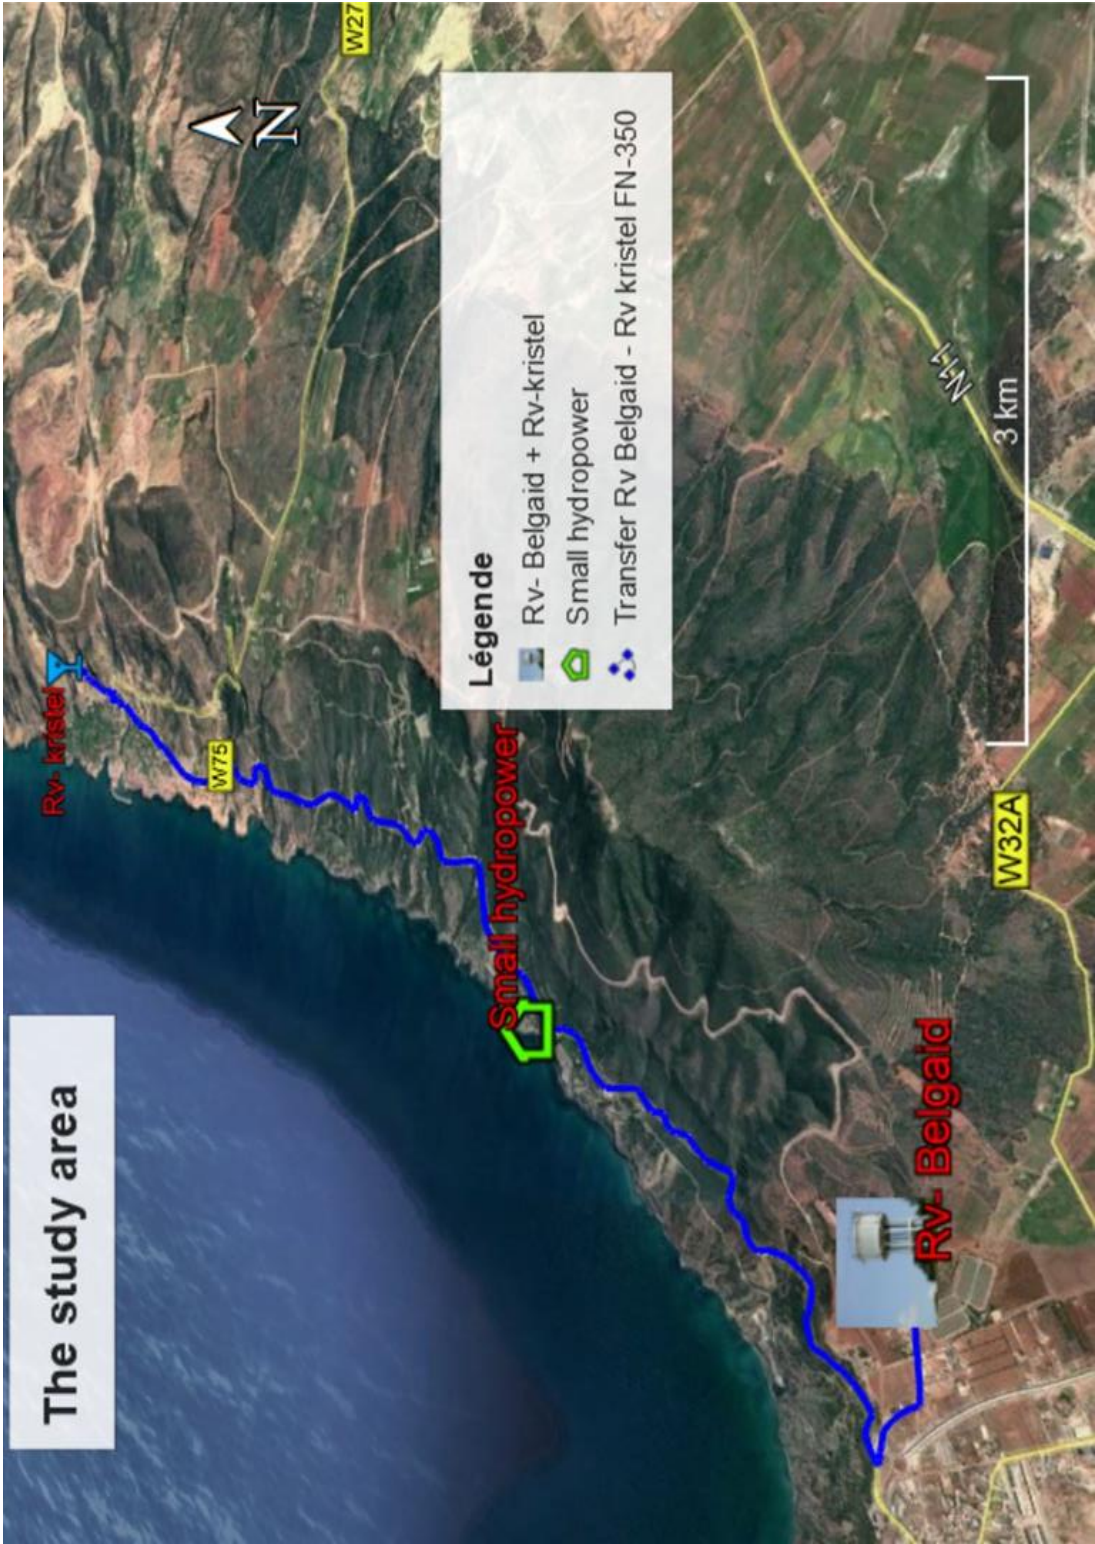 The study area
Rv- kristel
W75
N
W27
Small hydropower
Légende
Rv- Belgaid + Rv-kristel
Small hydropower
Transfer Rv Belgaid - Rv kristel FN-350
Rv- Belgaid
N11
W32A
3 km